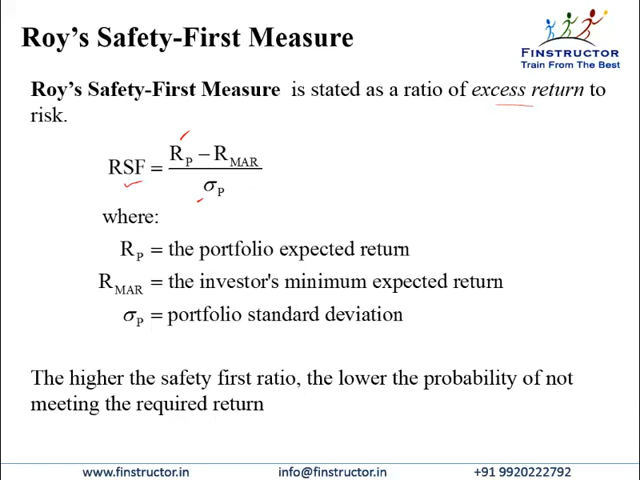 Roy's Safety-First Measure
FINSTRUCTOR
TRAIN FROM THE BEST
Roy's Safety-First Measure is stated as a ratio of excess return to
risk.
RSF = (R_P − R_MAR) / σ_P
where:
R_P = the portfolio expected return
R_MAR = the investor's minimum expected return
σ_P = portfolio standard deviation
The higher the safety first ratio, the lower the probability of not
meeting the required return
www.finstructor.in info@finstructor.in +91 9920222792